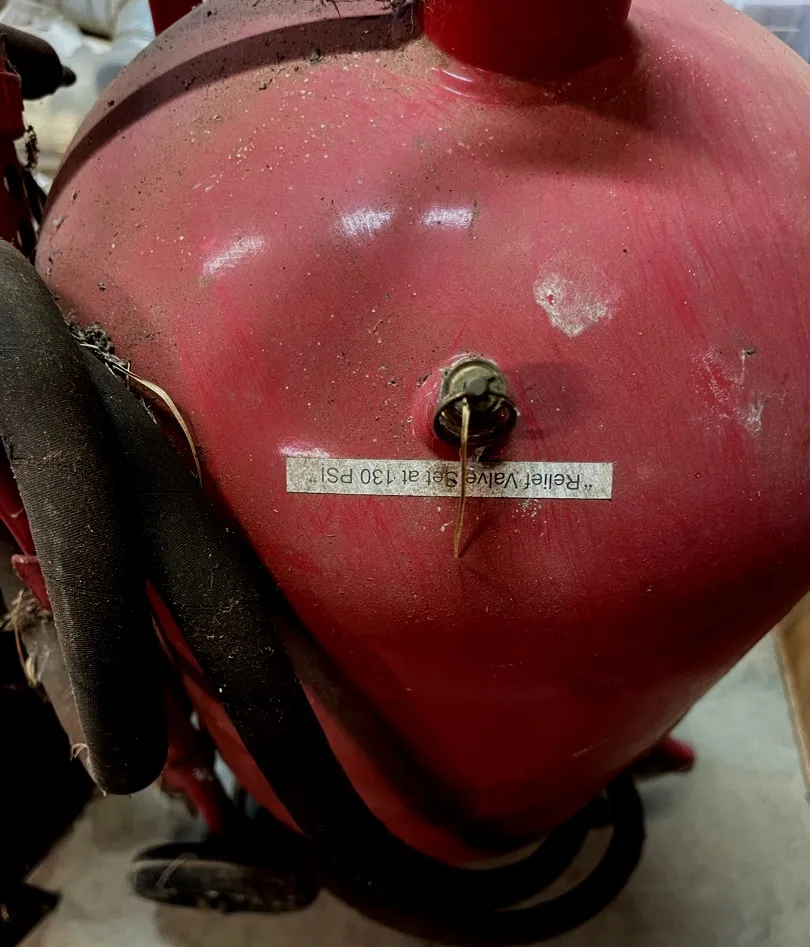 "Relief Valve Set at 130 PSI"